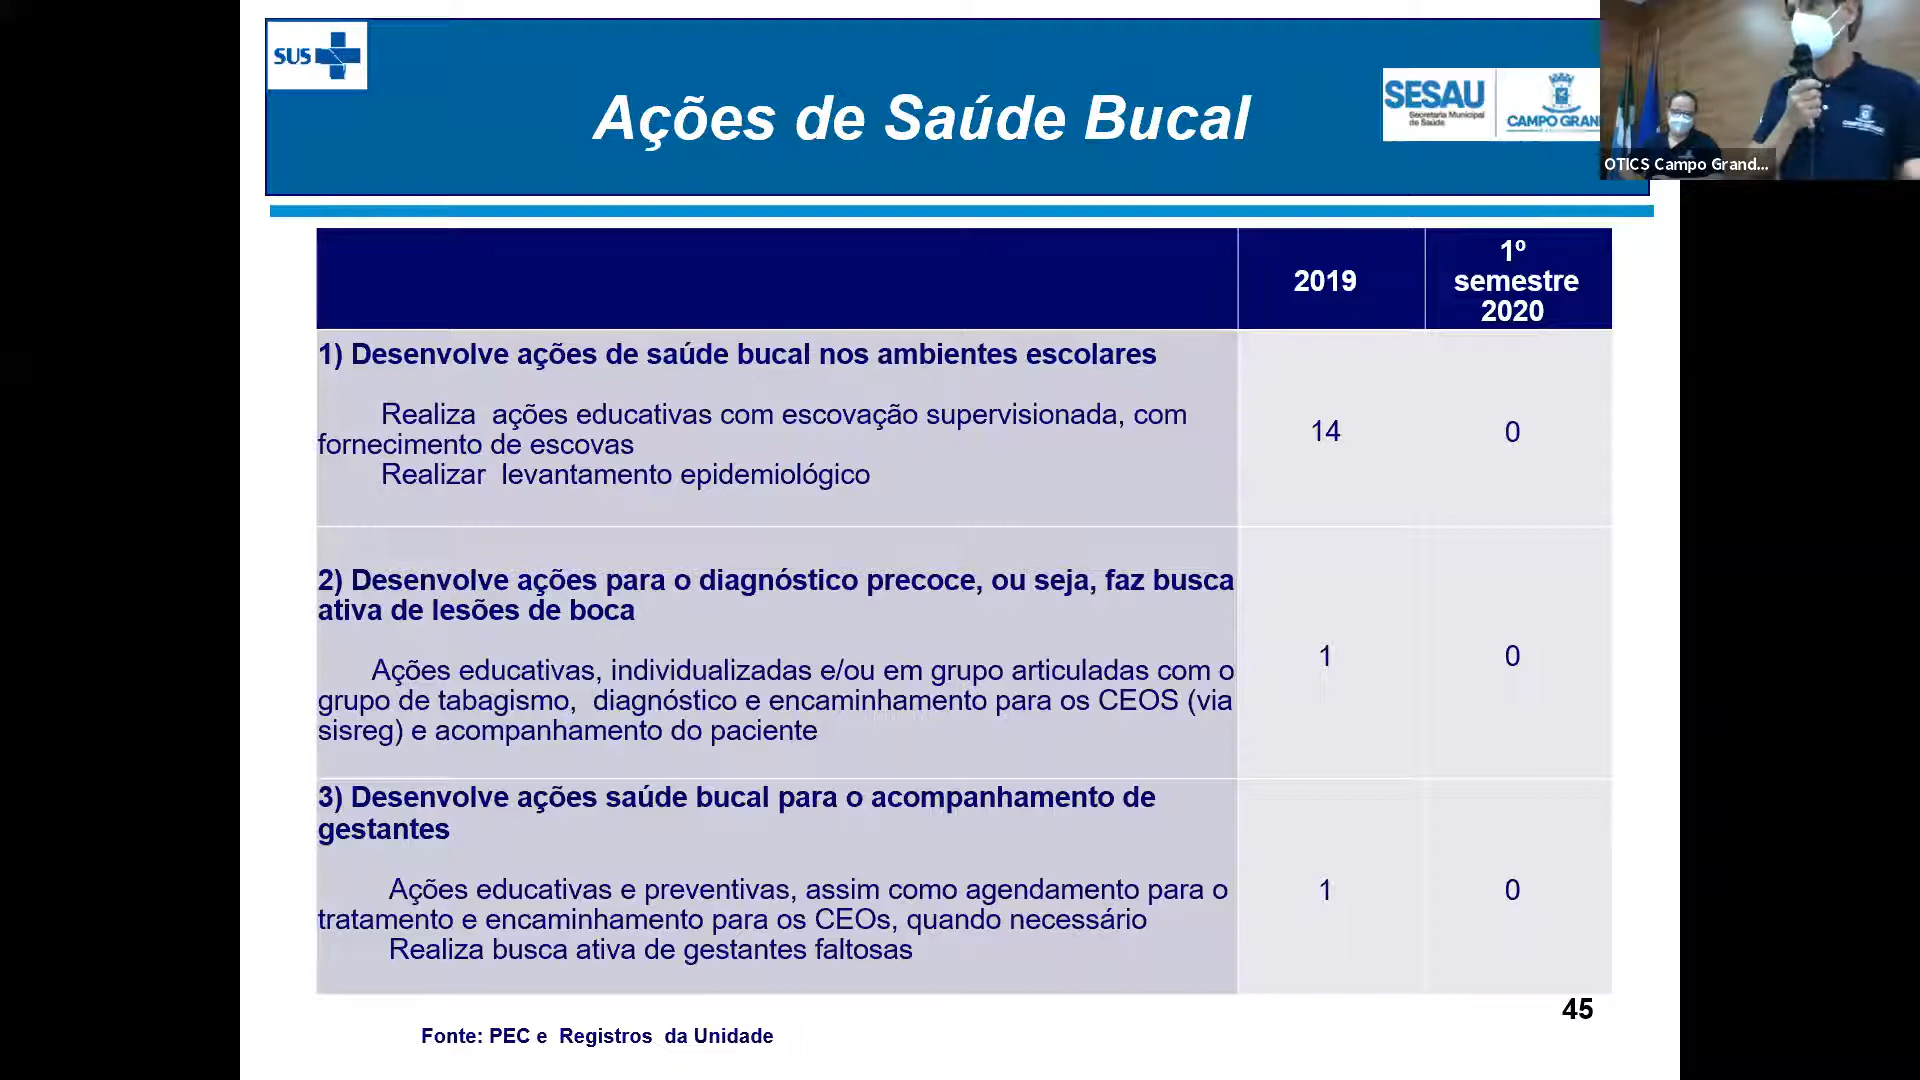 SUS
Ações de Saúde Bucal
SESAU
Secretaria Municipal
de Saúde
CAMPO GRAN
OTICS Campo Grand...
2019
1º
semestre
2020
1) Desenvolve ações de saúde bucal nos ambientes escolares
Realiza ações educativas com escovação supervisionada, com
fornecimento de escovas
Realizar levantamento epidemiológico
14
0
2) Desenvolve ações para o diagnóstico precoce, ou seja, faz busca
ativa de lesões de boca
Ações educativas, individualizadas e/ou em grupo articuladas com o
grupo de tabagismo, diagnóstico e encaminhamento para os CEOS (via
sisreg) e acompanhamento do paciente
1
0
3) Desenvolve ações saúde bucal para o acompanhamento de
gestantes
Ações educativas e preventivas, assim como agendamento para o
tratamento e encaminhamento para os CEOs, quando necessário
Realiza busca ativa de gestantes faltosas
1
0
45
Fonte: PEC e Registros da Unidade